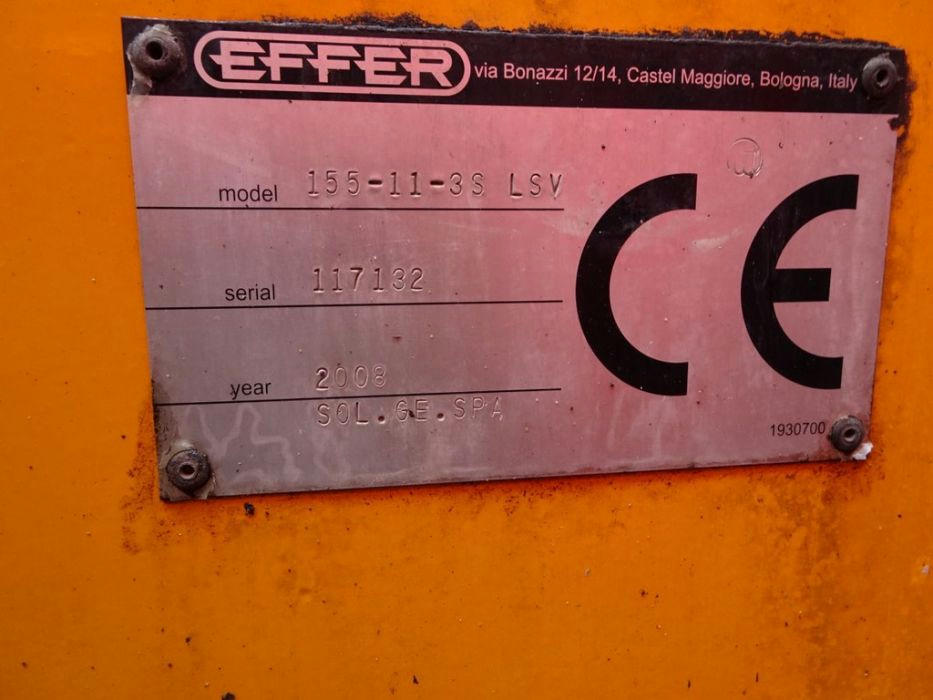 EFFER via Bonazzi 12/14, Castel Maggiore, Bologna, Italy
model 155-11-3S LSV
serial 117132
year 2008
SOL.GE.SPA
CE
1930700